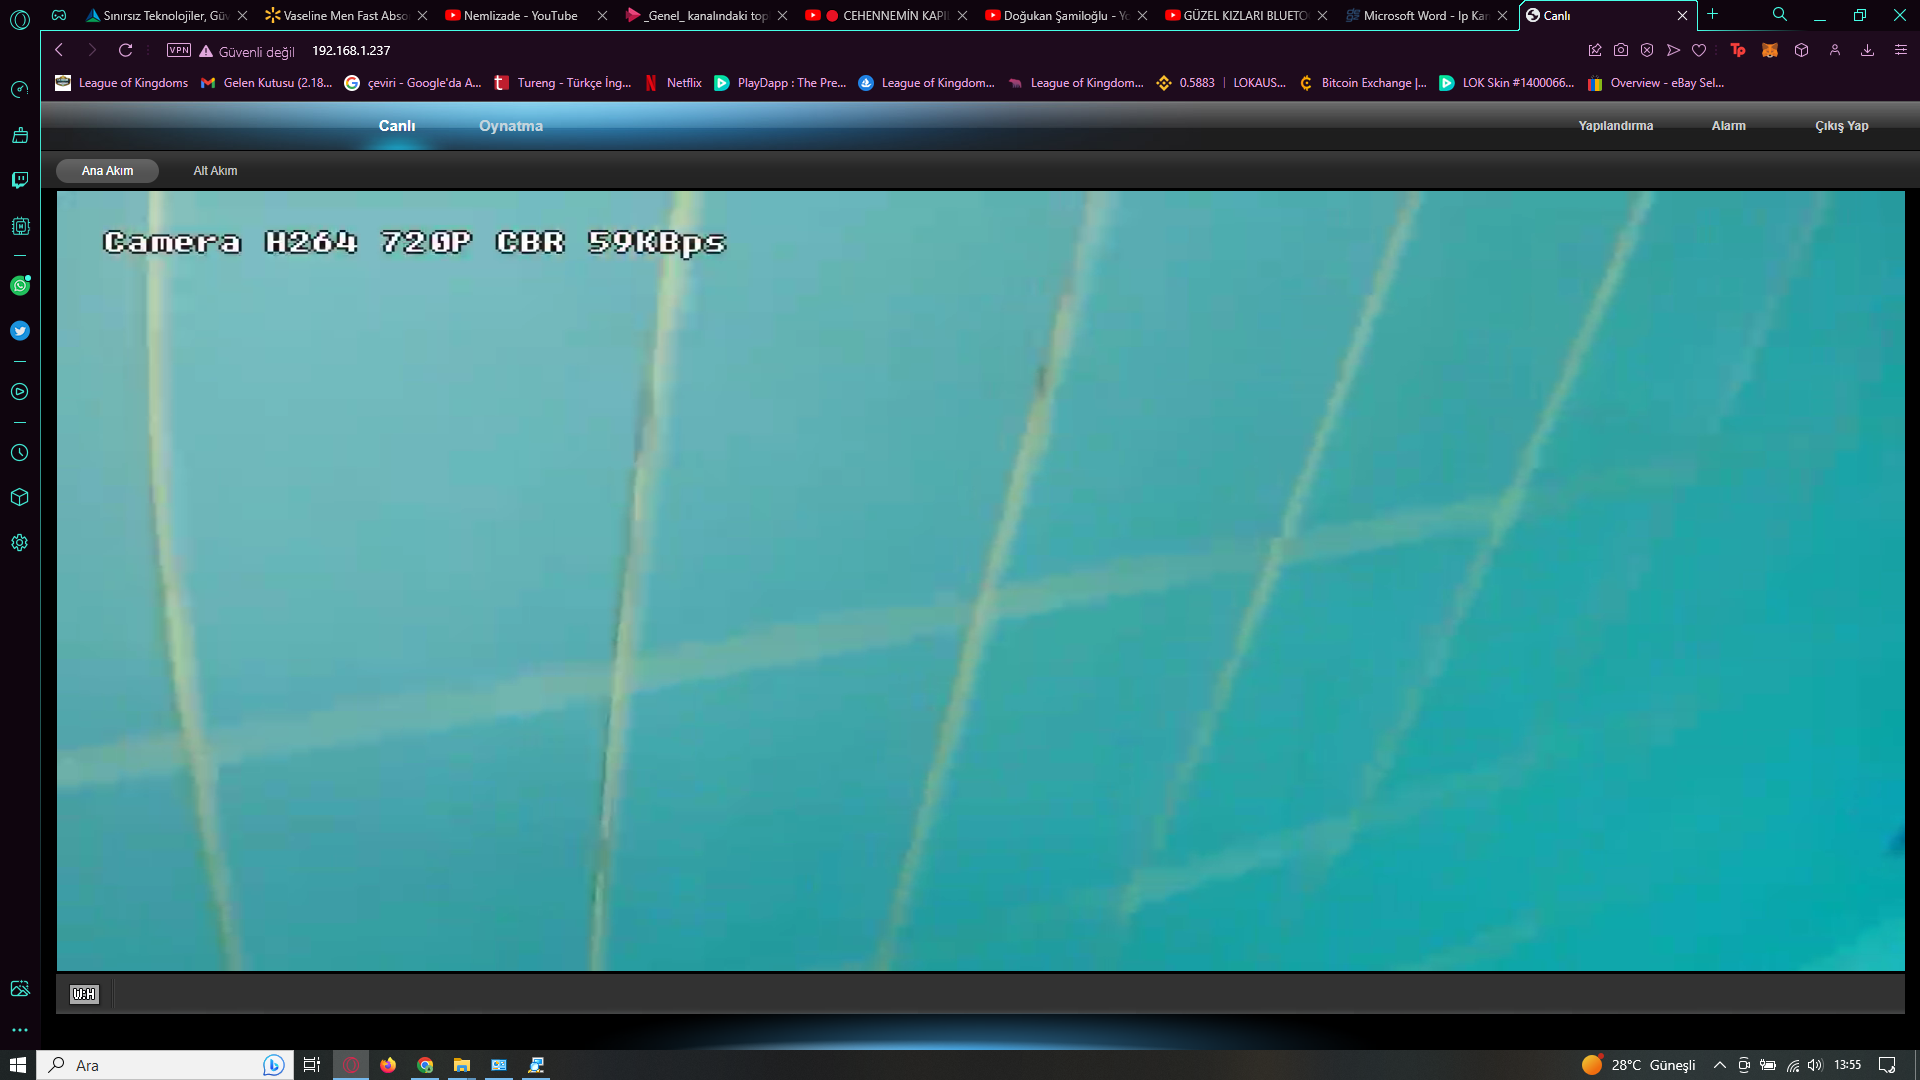 Sınırsız Teknolojiler, Gü
Vaseline Men Fast Abso
Nemlizade - YouTube
_Genel_ kanalındaki top
CEHENNEMİN KAPI
Doğukan Şamiloğlu - Yo
GÜZEL KIZLARI BLUETO
Microsoft Word - Ip Kam
Canlı
VPN
Güvenli değil
192.168.1.237
League of Kingdoms
Gelen Kutusu (2.18...
çeviri - Google'da A...
Tureng - Türkçe İng...
Netflix
PlayDapp : The Pre...
League of Kingdom...
League of Kingdom...
0.5883 | LOKAUS...
Bitcoin Exchange |...
LOK Skin #1400066...
Overview - eBay Sel...
Canlı
Oynatma
Yapılandırma
Alarm
Çıkış Yap
Ana Akım
Alt Akım
Camera H264 720P CBR 59KBps
W:H
Ara
28°C Güneşli
13:55